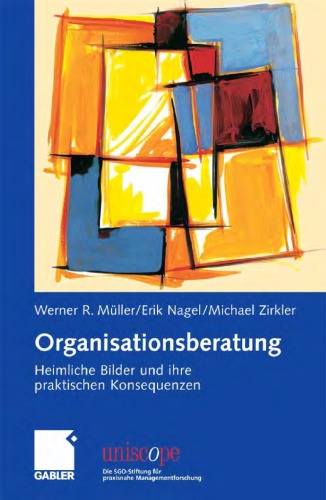 Werner R. Müller/Erik Nagel/Michael Zirkler
Organisationsberatung
Heimliche Bilder und ihre
praktischen Konsequenzen
GABLER
uniscope
Die SGO-Stiftung für
praxisnahe Managementforschung